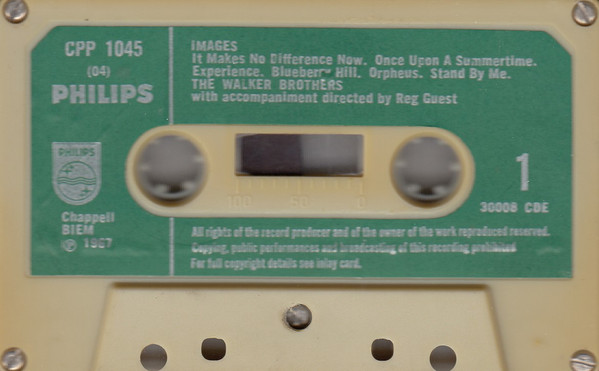 CPP 1045
(04)
PHILIPS
IMAGES
It Makes No Difference Now. Once Upon A Summertime.
Experience. Blueberry Hill. Orpheus. Stand By Me.
THE WALKER BROTHERS
with accompaniment directed by Reg Guest
PHILIPS
Chappell
BIEM
Ⓟ 1967
100 50 0
1
30008 CDE
All rights of the record producer and of the owner of the work reproduced reserved.
Copying, public performances and broadcasting of this recording prohibited
For full copyright details see inlay card.